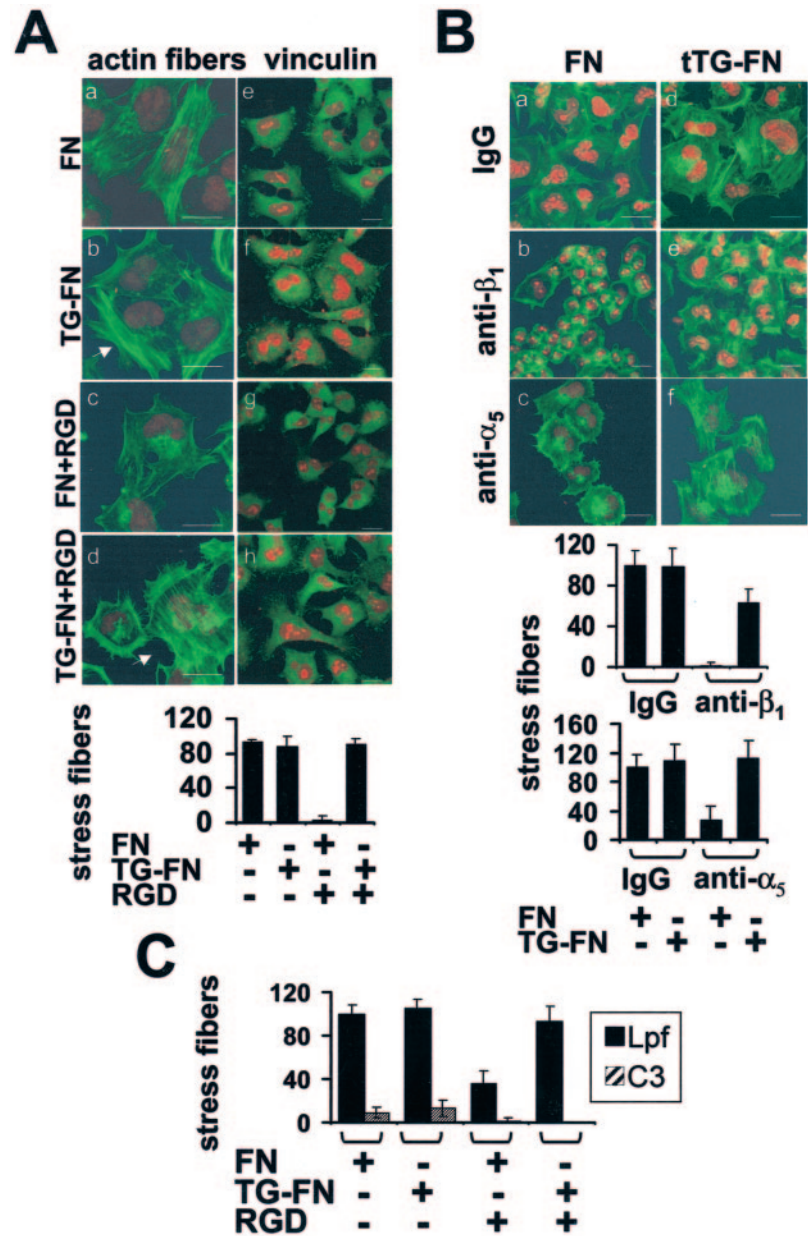 A
actin fibers vinculin
FN
a
e
TG-FN
b
f
FN+RGD
c
g
TG-FN+RGD
d
h
stress fibers
120
80
40
0
FN + - + -
TG-FN - + - +
RGD - - + +
B
FN tTG-FN
IgG
a
d
anti-β1
b
e
anti-α5
c
f
stress fibers
120
80
40
0
IgG anti-β1
160
120
80
40
0
IgG anti-α5
FN + - + -
TG-FN - + - +
C
stress fibers
120
80
40
0
Lpf
C3
FN + - + -
TG-FN - + - +
RGD - - + +